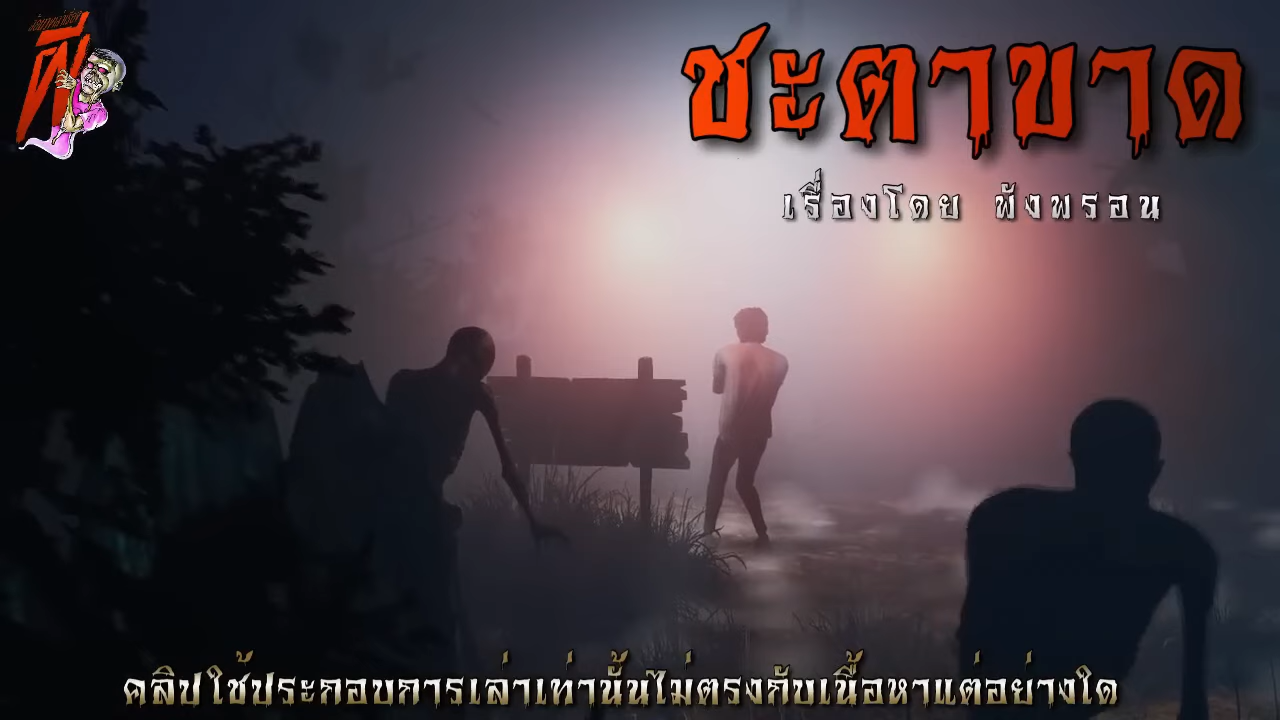 ผี
ชะตาขาด
เรื่องโดย พังพรอน
คลิปใช้ประกอบการเล่าเท่านั้นไม่ตรงกับเนื้อหาแต่อย่างใด